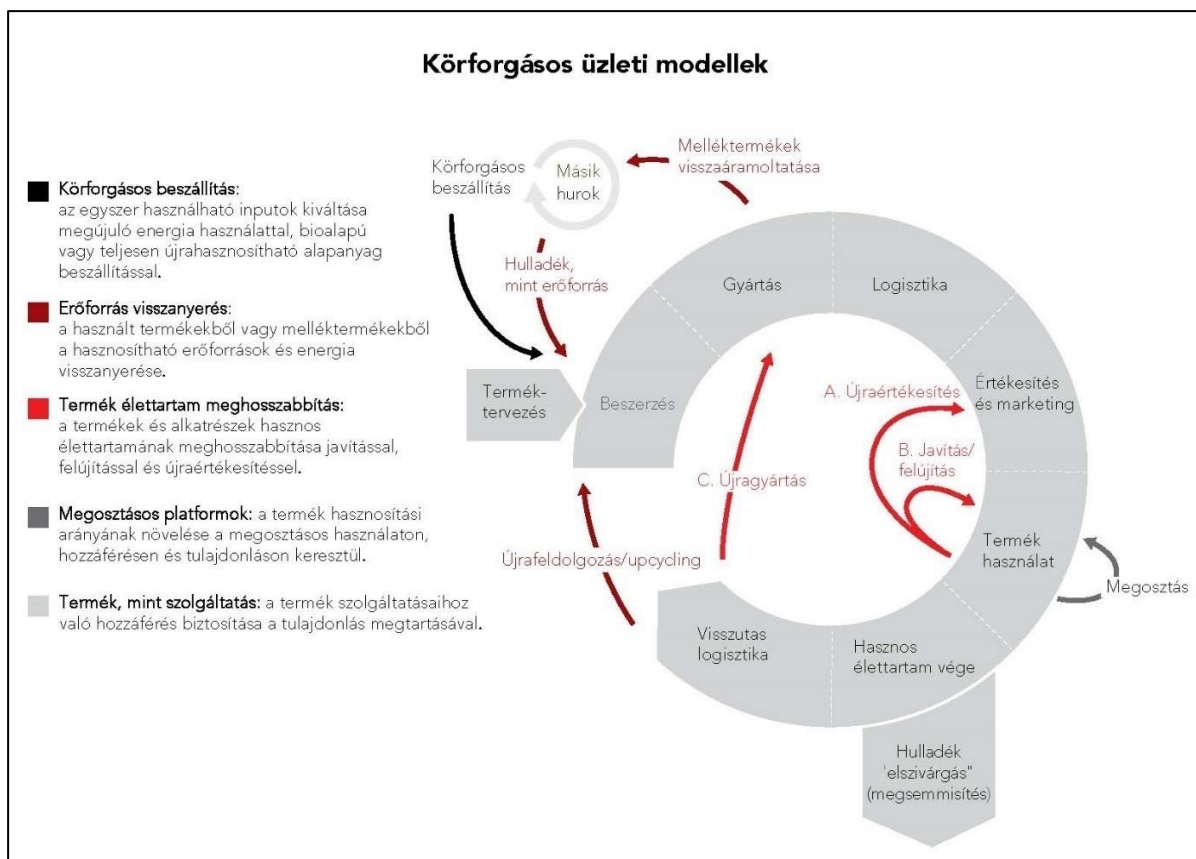 Körforgásos üzleti modellek
Körforgásos beszállítás:
az egyszer használható inputok kiváltása
megújuló energia használattal, bioalapú
vagy teljesen újrahasznosítható alapanyag
beszállítással.
Erőforrás visszanyerés:
a használt termékekből vagy melléktermékekből
a hasznosítható erőforrások és energia
visszanyerése.
Termék élettartam meghosszabbítás:
a termékek és alkatrészek hasznos
élettartamának meghosszabbítása javítással,
felújítással és újraértékesítéssel.
Megosztásos platformok: a termék hasznosítási
arányának növelése a megosztásos használaton,
hozzáférésen és tulajdonláson keresztül.
Termék, mint szolgáltatás: a termék szolgáltatásaihoz
való hozzáférés biztosítása a tulajdonlás megtartásával.
Körforgásos
beszállítás
Másik
hurok
Melléktermékek
visszaáramoltatása
Hulladék,
mint erőforrás
Termék-
tervezés
Beszerzés
Gyártás
Logisztika
Értékesítés
és marketing
A. Újraértékesítés
B. Javítás/
felújítás
C. Újragyártás
Termék
használat
Megosztás
Újrafeldolgozás/upcycling
Visszutas
logisztika
Hasznos
élettartam vége
Hulladék
'elszivárgás"
(megsemmisítés)